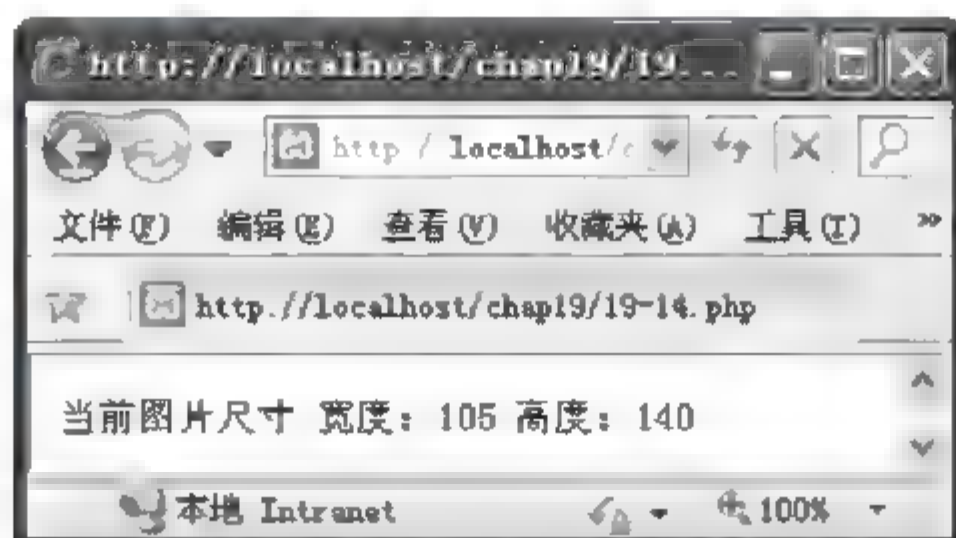 http://localhost/chap19/19...
http / localhost/c
文件(F) 编辑(E) 查看(V) 收藏夹(A) 工具(T) »
http.//localhost/chap19/19-14.php
当前图片尺寸 宽度：105 高度：140
本地 Intranet 100%